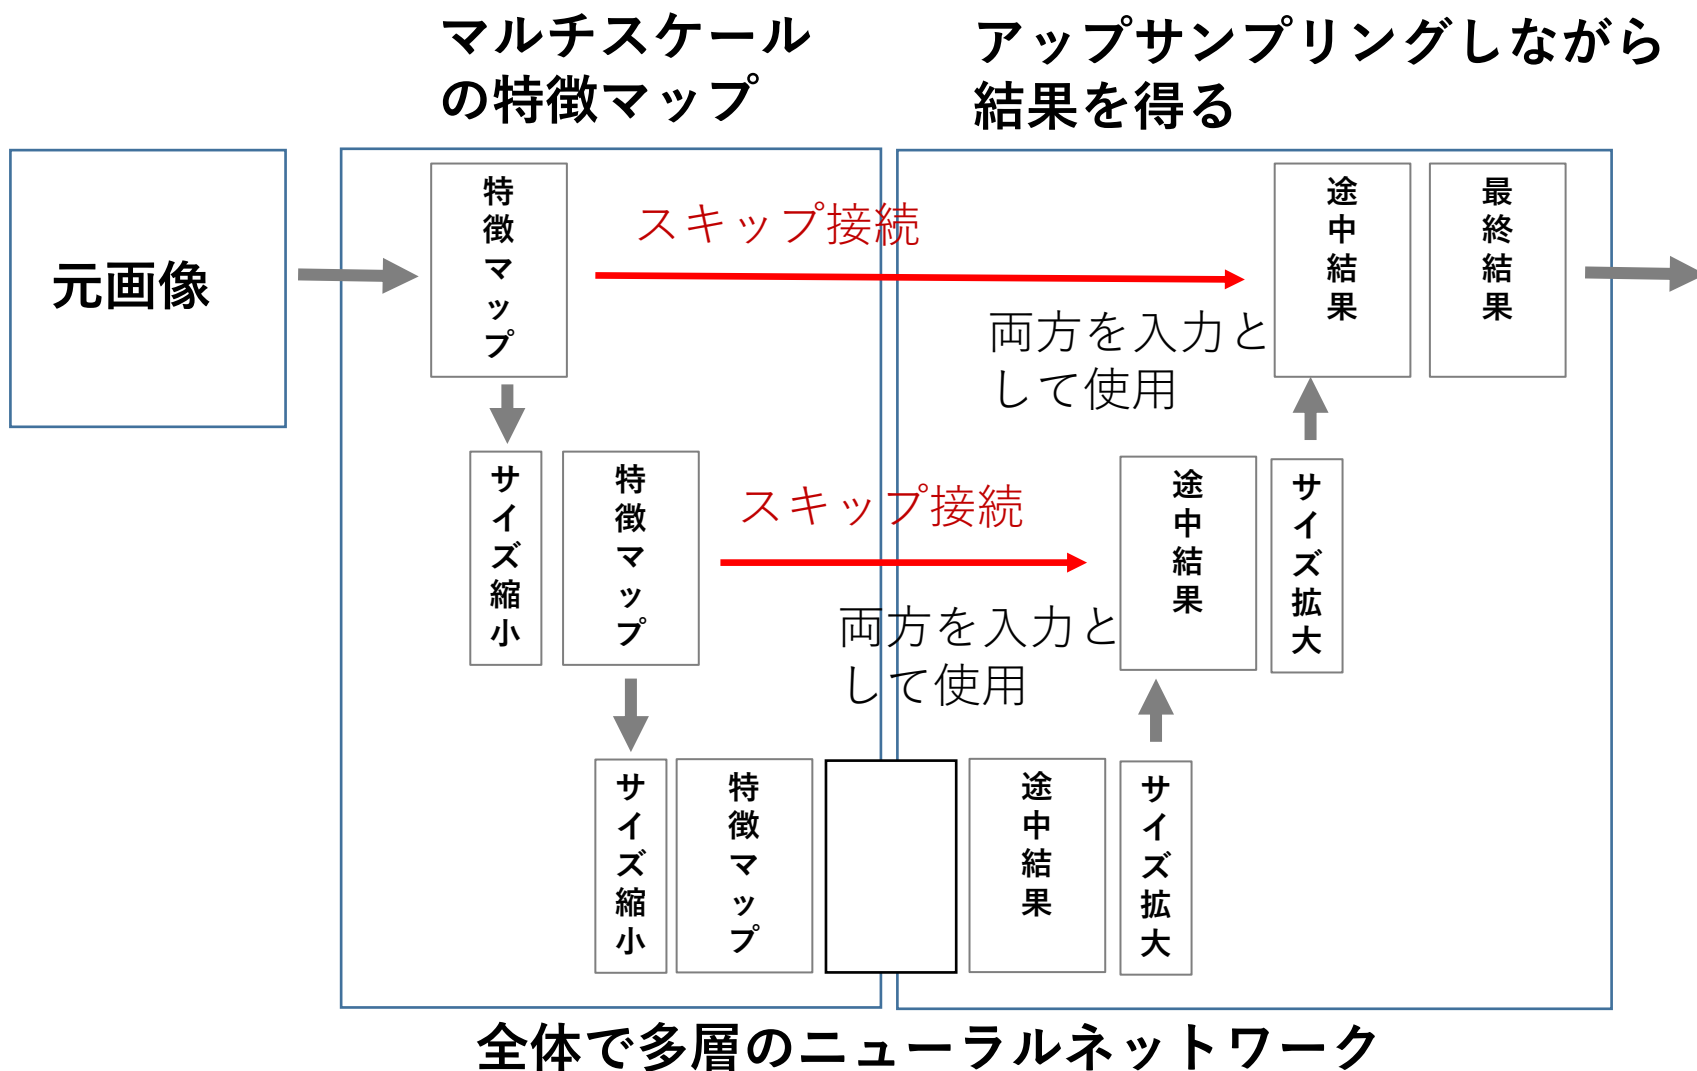 マルチスケール
の特徴マップ
アップサンプリングしながら
結果を得る
元画像
特徴マップ
スキップ接続
両方を入力と
して使用
途中結果
最終結果
サイズ縮小
特徴マップ
スキップ接続
両方を入力と
して使用
途中結果
サイズ拡大
サイズ縮小
特徴マップ
途中結果
サイズ拡大
全体で多層のニューラルネットワーク